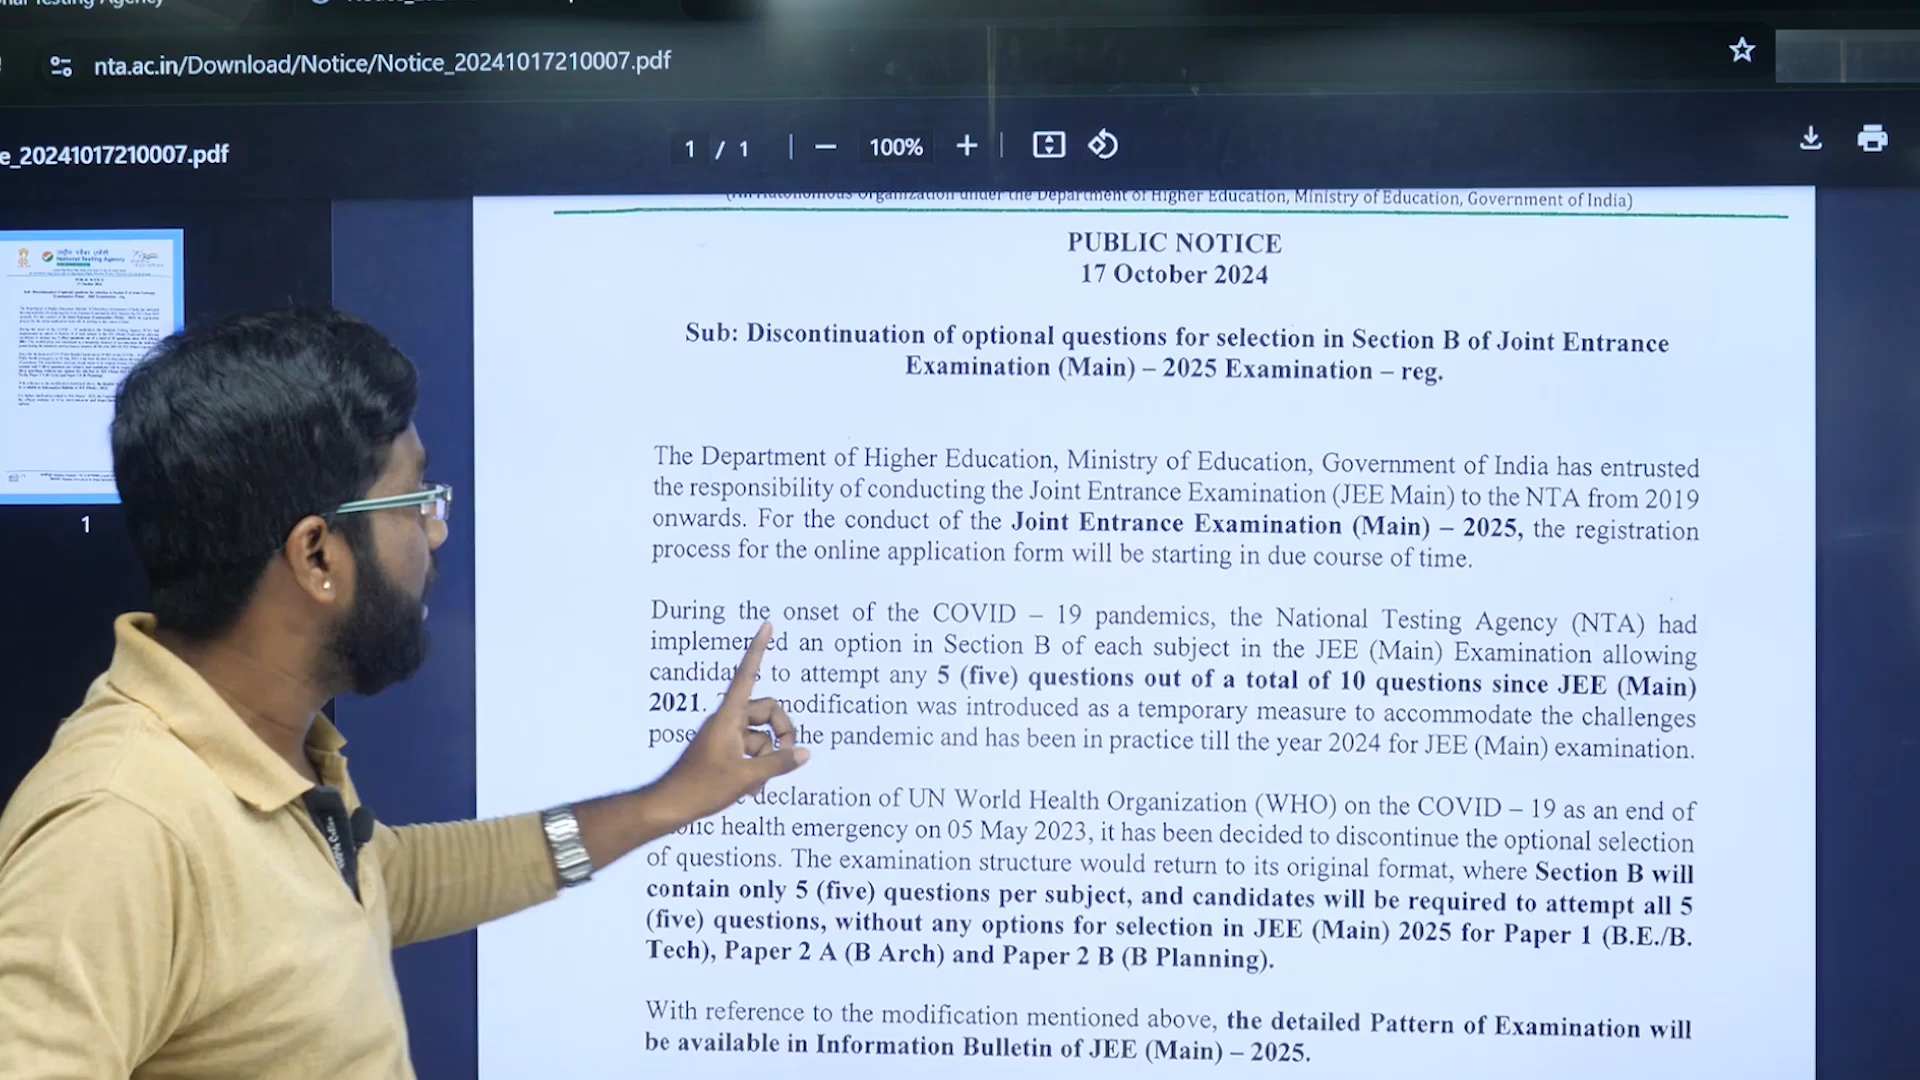 nta.ac.in/Download/Notice/Notice_20241017210007.pdf
e_20241017210007.pdf
1 / 1
100%
(An Autonomous Organization under the Department of Higher Education, Ministry of Education, Government of India)
PUBLIC NOTICE
17 October 2024
Sub: Discontinuation of optional questions for selection in Section B of Joint Entrance
Examination (Main) – 2025 Examination – reg.
The Department of Higher Education, Ministry of Education, Government of India has entrusted
the responsibility of conducting the Joint Entrance Examination (JEE Main) to the NTA from 2019
onwards. For the conduct of the Joint Entrance Examination (Main) – 2025, the registration
process for the online application form will be starting in due course of time.
During the onset of the COVID – 19 pandemics, the National Testing Agency (NTA) had
implemented an option in Section B of each subject in the JEE (Main) Examination allowing
candidates to attempt any 5 (five) questions out of a total of 10 questions since JEE (Main)
2021. modification was introduced as a temporary measure to accommodate the challenges
the pandemic and has been in practice till the year 2024 for JEE (Main) examination.
declaration of UN World Health Organization (WHO) on the COVID – 19 as an end of
public health emergency on 05 May 2023, it has been decided to discontinue the optional selection
of questions. The examination structure would return to its original format, where Section B will
contain only 5 (five) questions per subject, and candidates will be required to attempt all 5
(five) questions, without any options for selection in JEE (Main) 2025 for Paper 1 (B.E./B.
Tech), Paper 2 A (B Arch) and Paper 2 B (B Planning).
With reference to the modification mentioned above, the detailed Pattern of Examination will
be available in Information Bulletin of JEE (Main) – 2025.
National Testing Agency
1